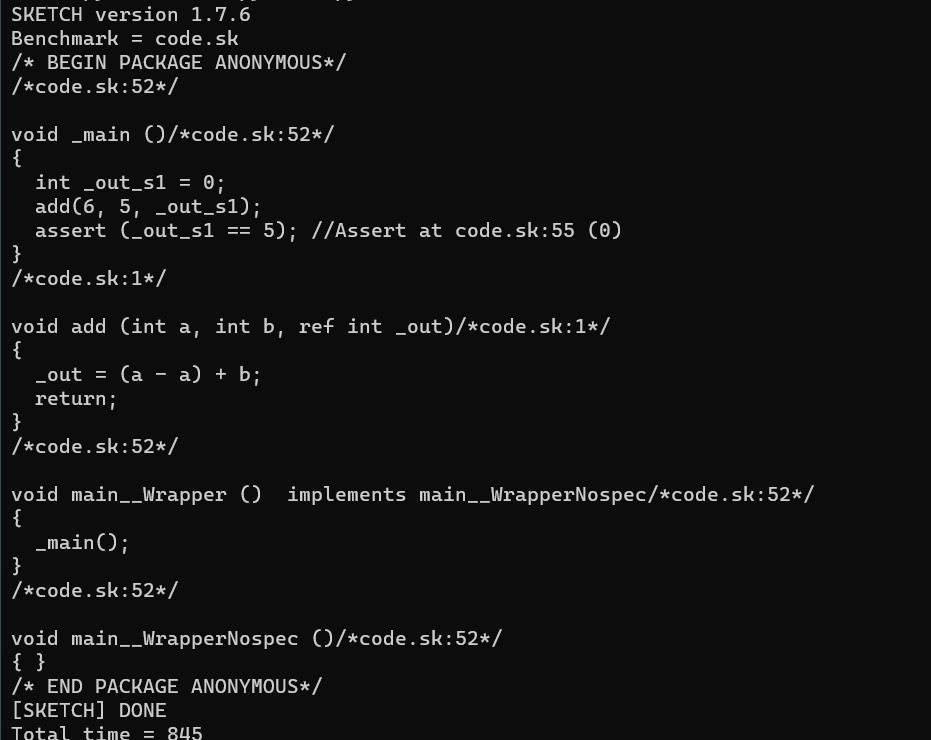 SKETCH version 1.7.6
Benchmark = code.sk
/* BEGIN PACKAGE ANONYMOUS*/
/*code.sk:52*/
void _main ()/*code.sk:52*/
{
  int _out_s1 = 0;
  add(6, 5, _out_s1);
  assert (_out_s1 == 5); //Assert at code.sk:55 (0)
}
/*code.sk:1*/
void add (int a, int b, ref int _out)/*code.sk:1*/
{
  _out = (a - a) + b;
  return;
}
/*code.sk:52*/
void main__Wrapper ()  implements main__WrapperNospec/*code.sk:52*/
{
  _main();
}
/*code.sk:52*/
void main__WrapperNospec ()/*code.sk:52*/
{ }
/* END PACKAGE ANONYMOUS*/
[SKETCH] DONE
Total time = 845